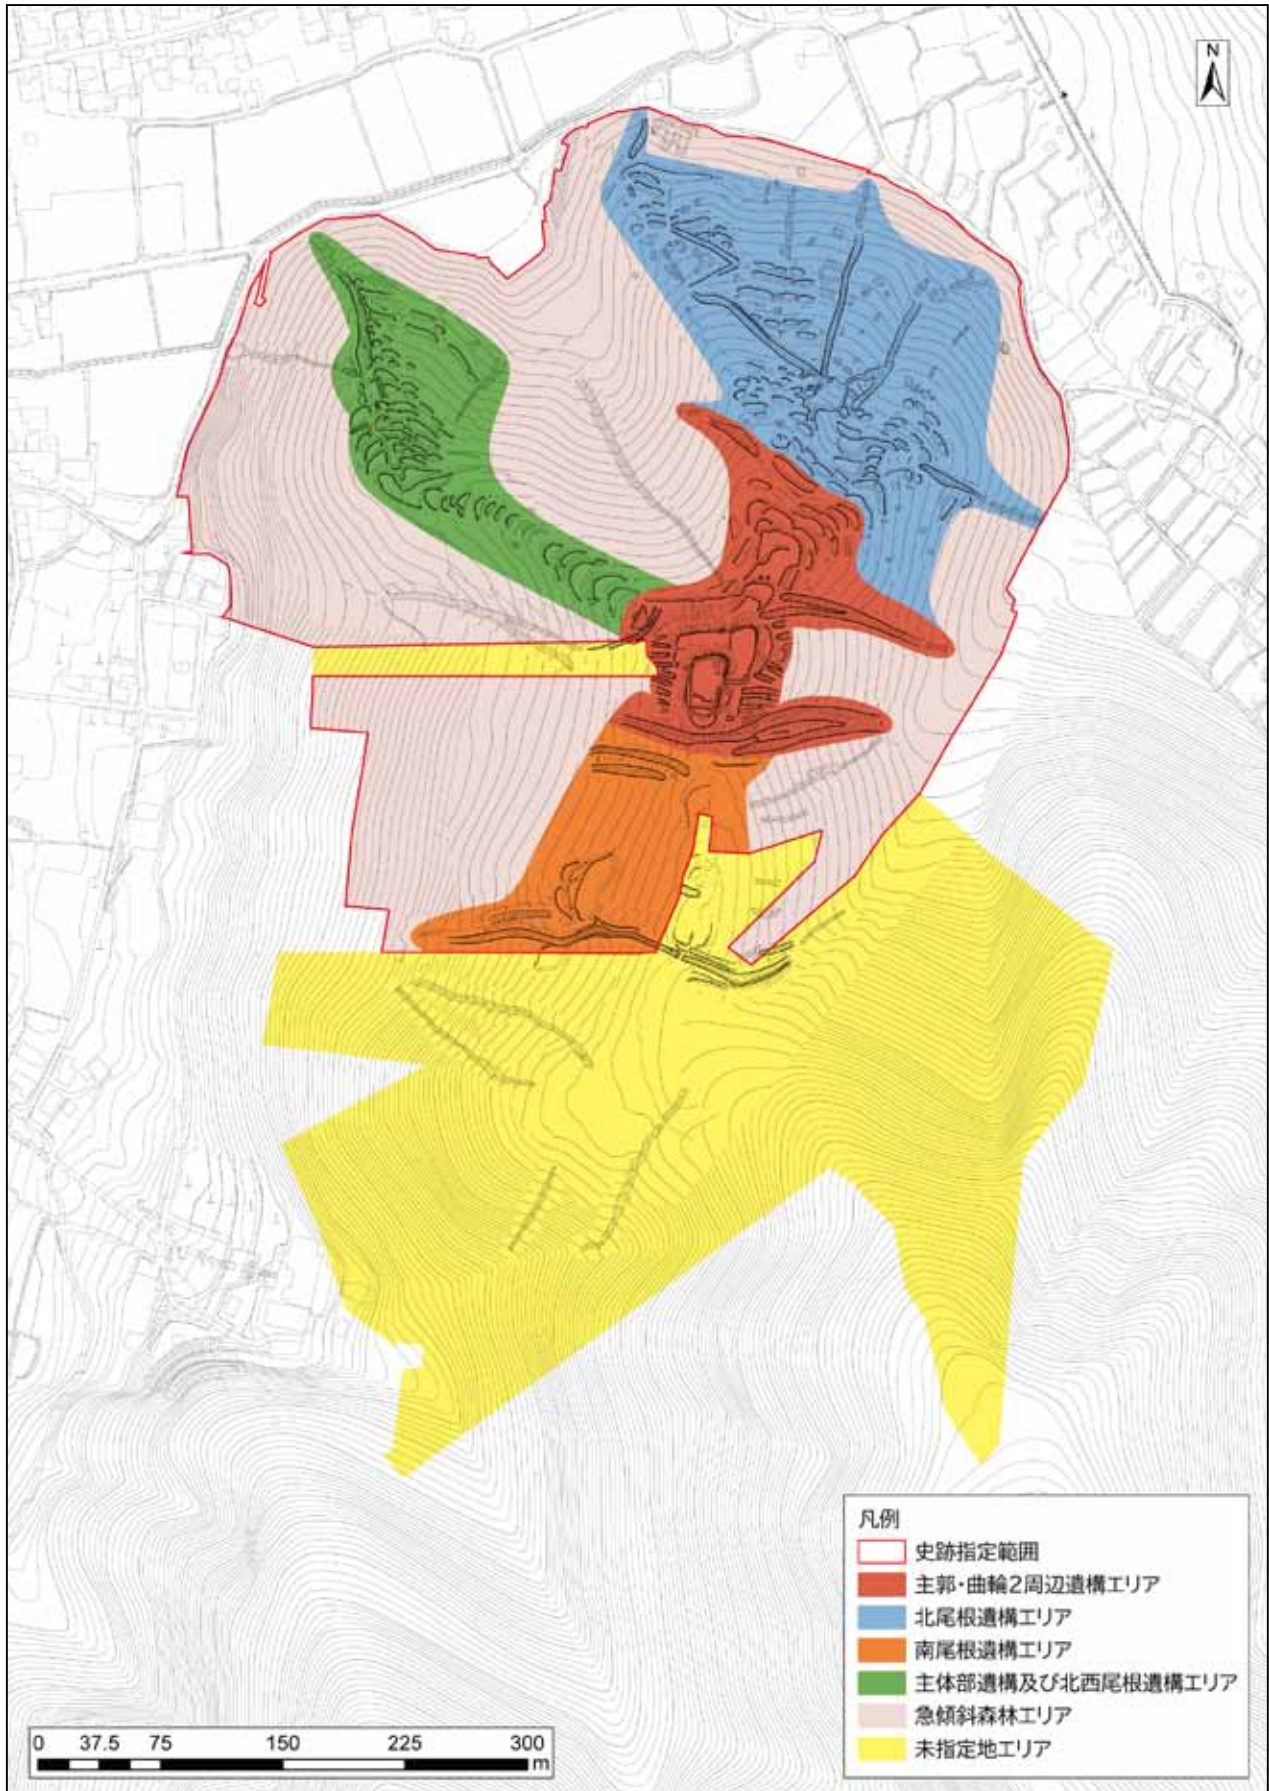 N
凡例
史跡指定範囲
主郭・曲輪2周辺遺構エリア
北尾根遺構エリア
南尾根遺構エリア
主体部遺構及び北西尾根遺構エリア
急傾斜森林エリア
未指定地エリア
0 37.5 75 150 225 300
m